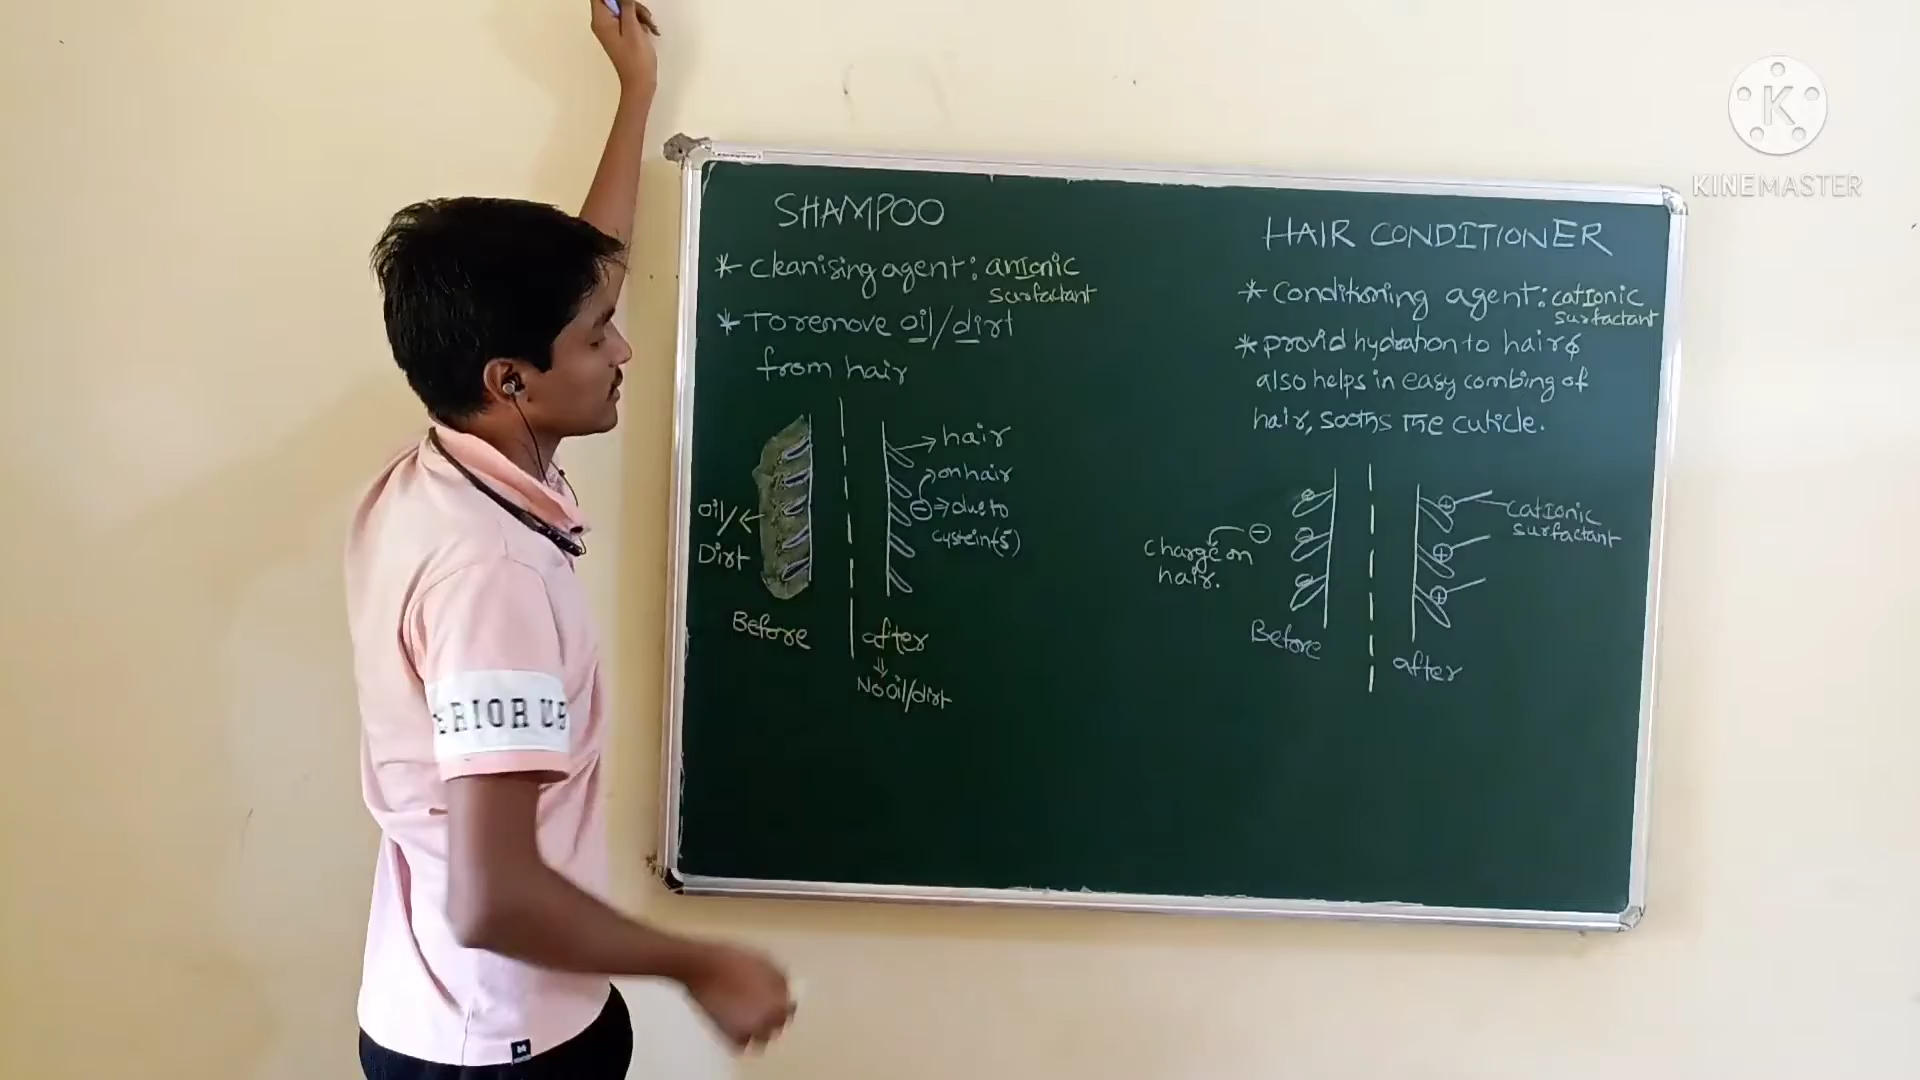 K
KINEMASTER
SHAMPOO
* Cleanising agent: anionic
surfactant
* To remove oil/dirt
from hair
hair
on hair
⊖ ⇒ due to
cystein(s)
oil/
Dirt
Before
after
⇓
No oil/dirt
HAIR CONDITIONER
* Conditioning agent: cationic
surfactant
* provid hydration to hair &
also helps in easy combing of
hair, sooths the cuticle.
charge on ⊖
hair.
cationic
surfactant
Before
after
ERIOR US